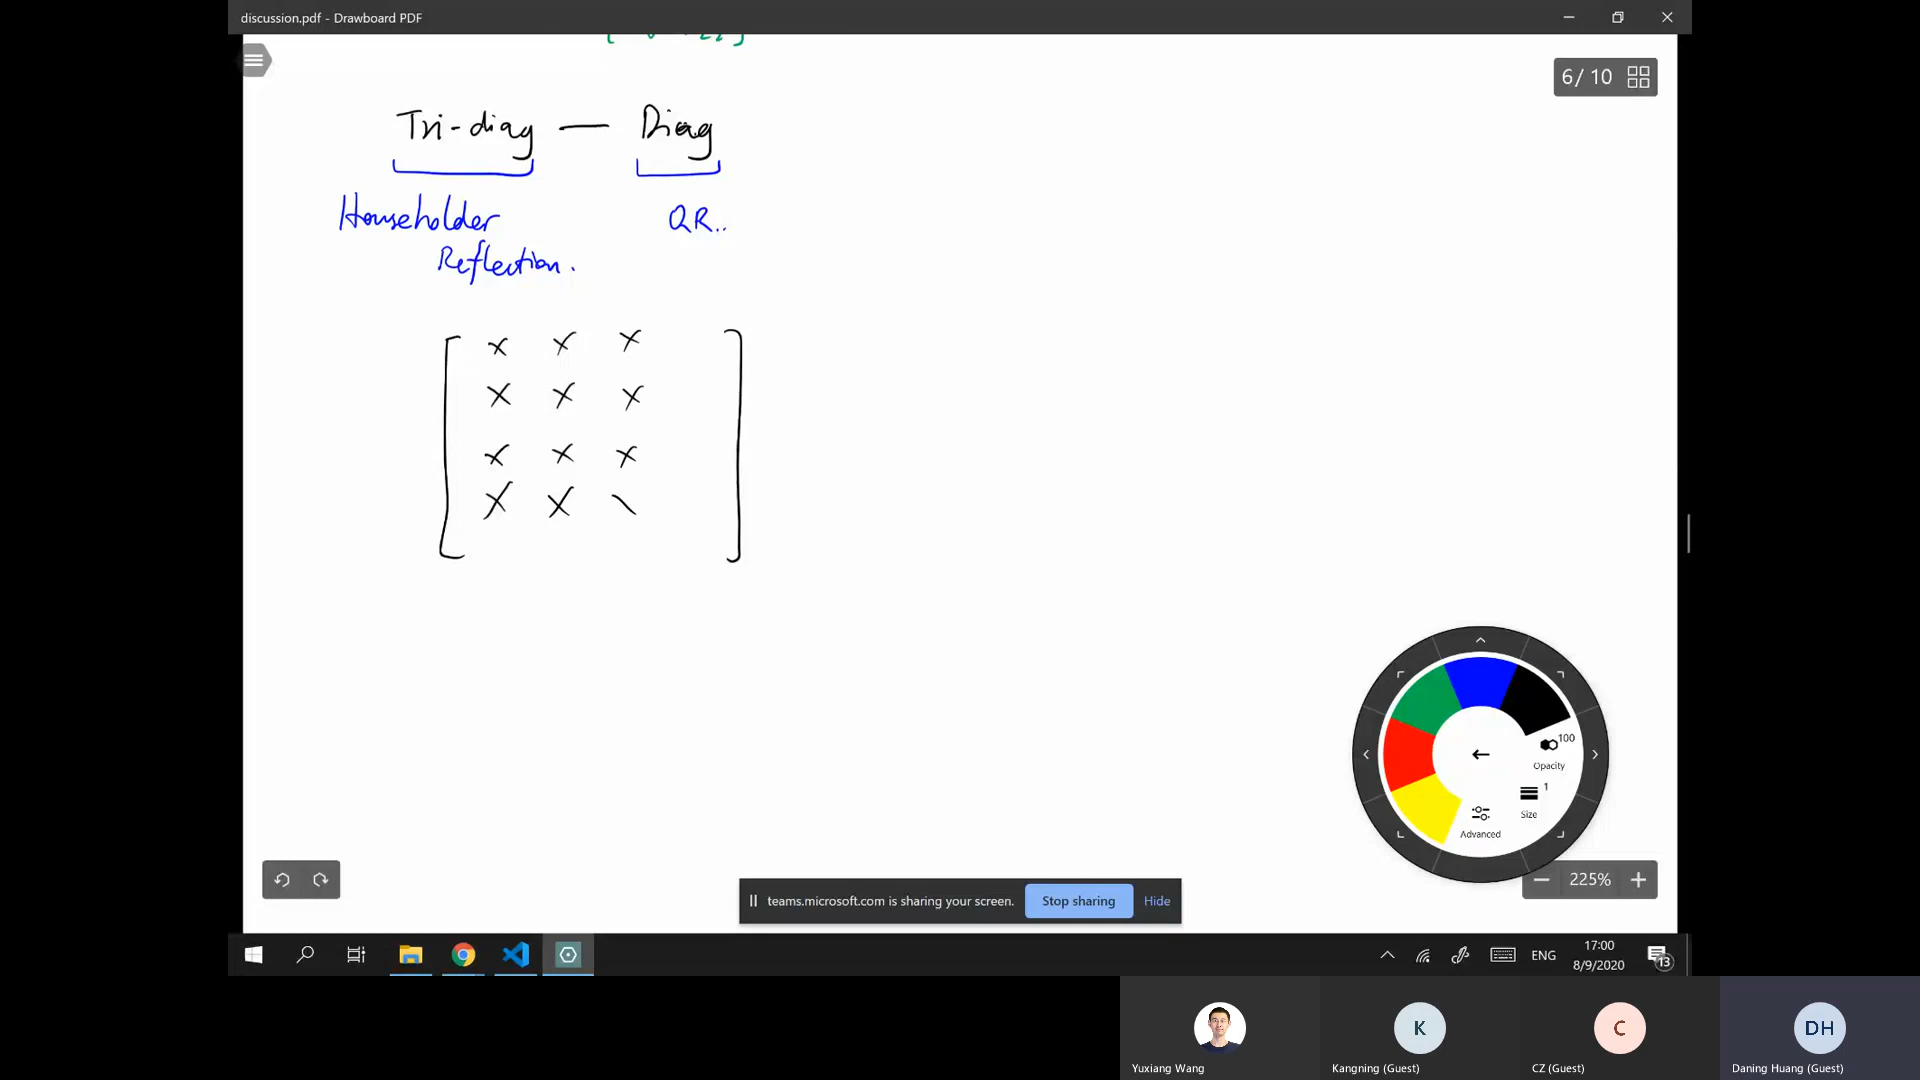 discussion.pdf - Drawboard PDF
6 / 10
Tri-diag — Diag
Householder
Reflection.
QR..
x x x
x x x
x x x
x x \
100
Opacity
1
Size
Advanced
225%
teams.microsoft.com is sharing your screen. Stop sharing Hide
ENG
17:00
8/9/2020
13
K
C
DH
Yuxiang Wang
Kangning (Guest)
CZ (Guest)
Daning Huang (Guest)